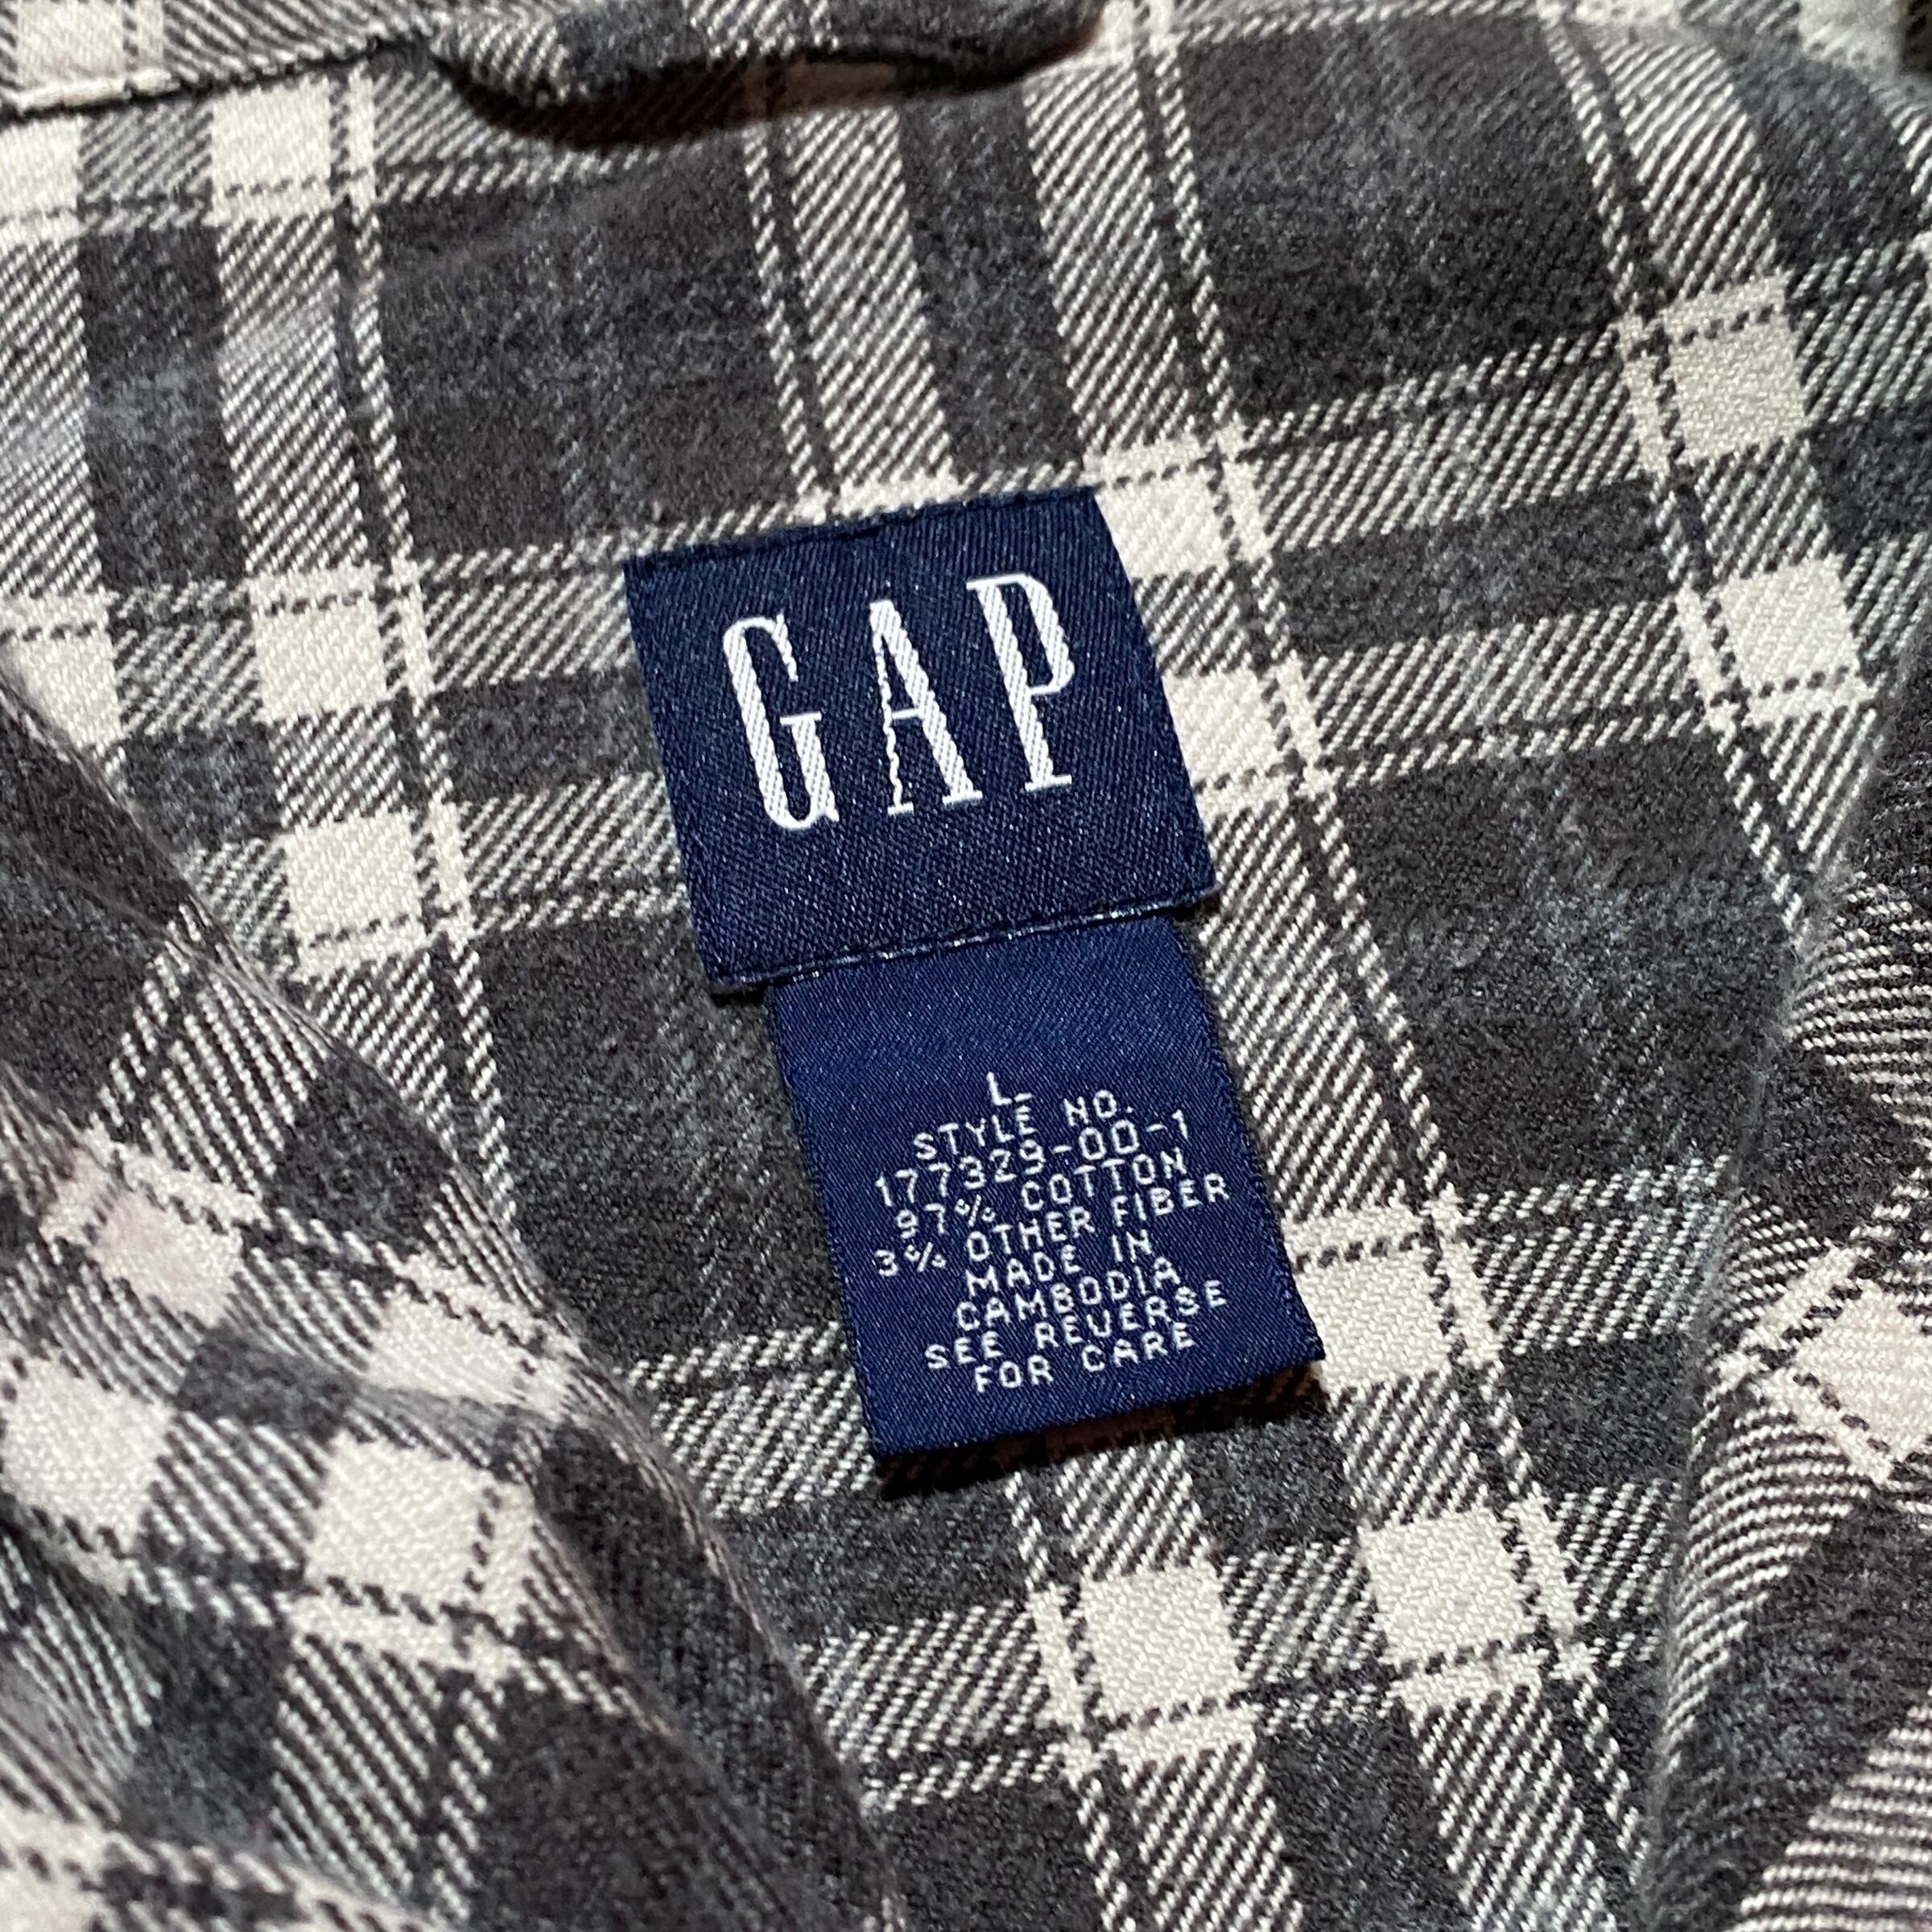 GAP
L
STYLE NO.
177329-00-1
97% COTTON
3% OTHER FIBER
MADE IN
CAMBODIA
SEE REVERSE
FOR CARE